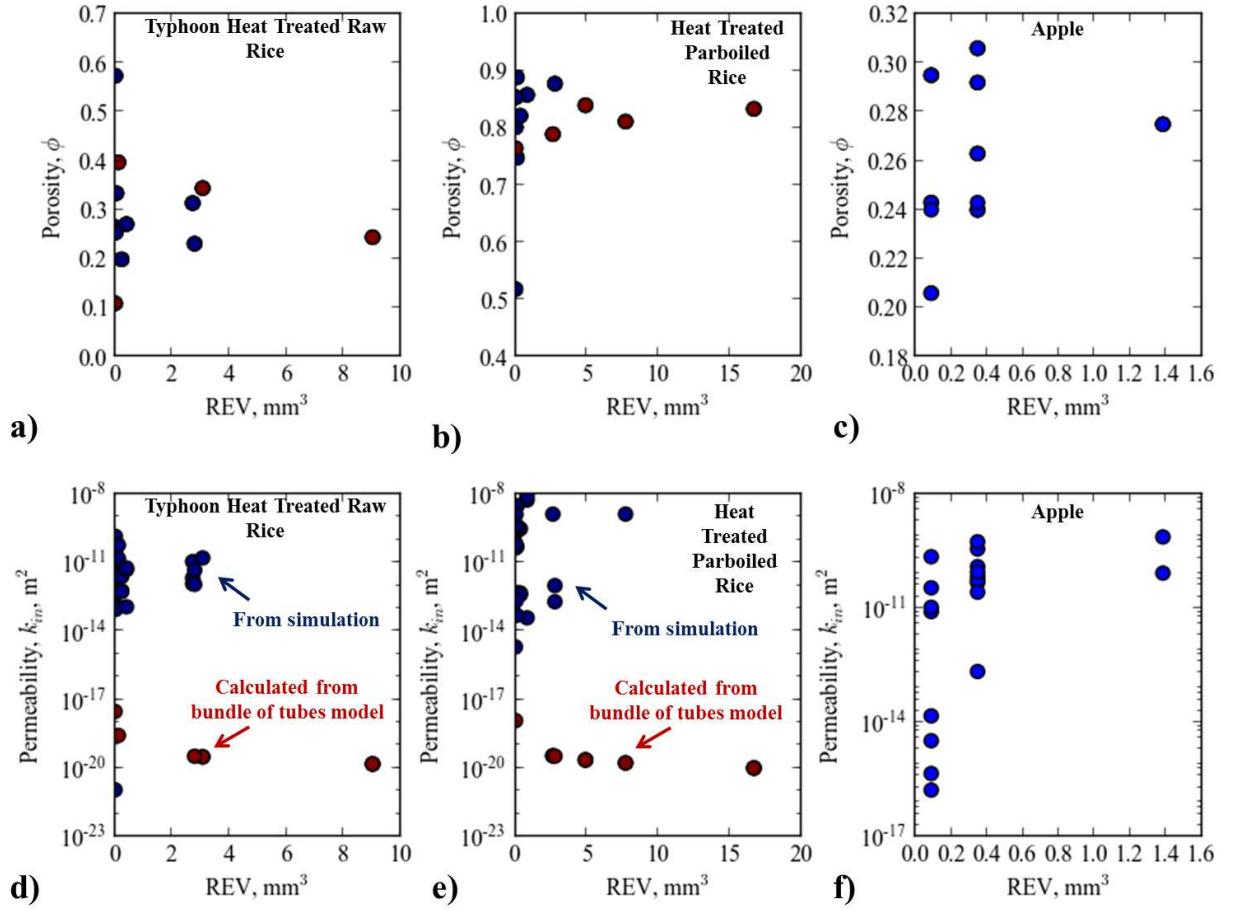 Typhoon Heat Treated Raw
Rice
0.7
0.6
0.5
0.4
0.3
0.2
0.1
0.0
Porosity, ϕ
0 2 4 6 8 10
REV, mm³
a)
Heat Treated
Parboiled
Rice
1.0
0.9
0.8
0.7
0.6
0.5
0.4
Porosity, ϕ
0 5 10 15 20
REV, mm³
b)
Apple
0.32
0.30
0.28
0.26
0.24
0.22
0.20
0.18
Porosity, ϕ
0.0 0.2 0.4 0.6 0.8 1.0 1.2 1.4 1.6
REV, mm³
c)
Typhoon Heat Treated Raw
Rice
10⁻⁸
10⁻¹¹
10⁻¹⁴
10⁻¹⁷
10⁻²⁰
10⁻²³
Permeability, kᵢₙ, m²
From simulation
Calculated from
bundle of tubes model
0 2 4 6 8 10
REV, mm³
d)
Heat
Treated
Parboiled
Rice
10⁻⁸
10⁻¹¹
10⁻¹⁴
10⁻¹⁷
10⁻²⁰
10⁻²³
Permeability, kᵢₙ, m²
From simulation
Calculated from
bundle of tubes model
0 5 10 15 20
REV, mm³
e)
Apple
10⁻⁸
10⁻¹¹
10⁻¹⁴
10⁻¹⁷
Permeability, kᵢₙ, m²
0.0 0.2 0.4 0.6 0.8 1.0 1.2 1.4 1.6
REV, mm³
f)